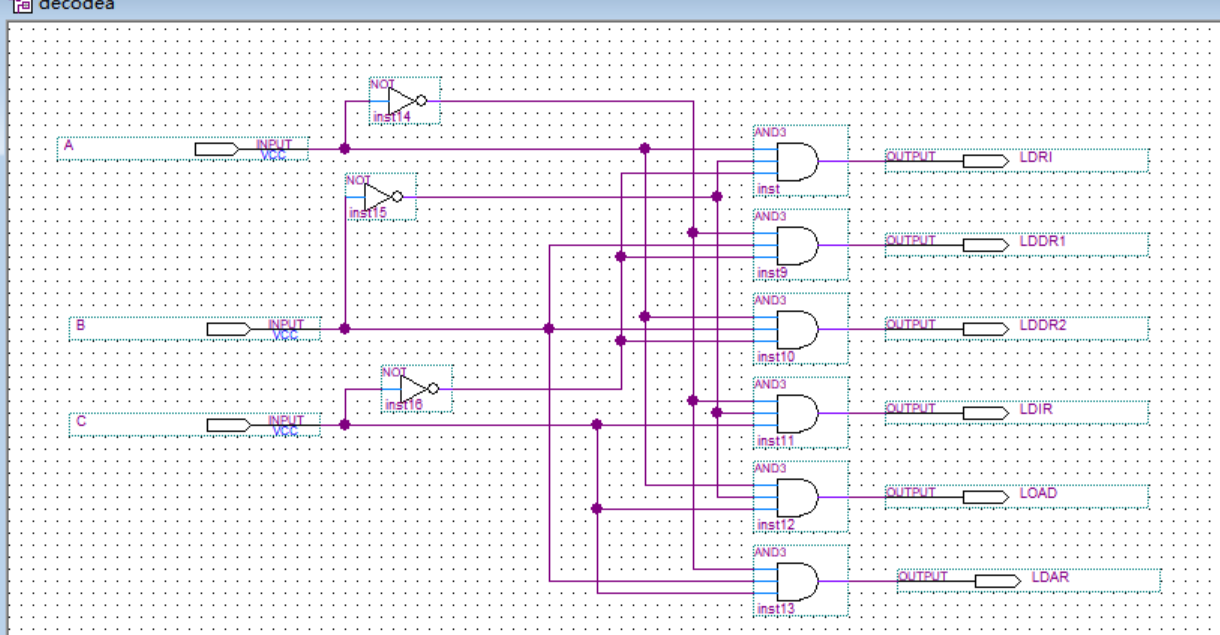 decodea
NOT
inst14
A
INPUT
VCC
NOT
inst15
AND3
inst
OUTPUT
LDRI
AND3
inst9
OUTPUT
LDDR1
B
INPUT
VCC
AND3
inst10
OUTPUT
LDDR2
NOT
inst16
C
INPUT
VCC
AND3
inst11
OUTPUT
LDIR
AND3
inst12
OUTPUT
LOAD
AND3
inst13
OUTPUT
LDAR